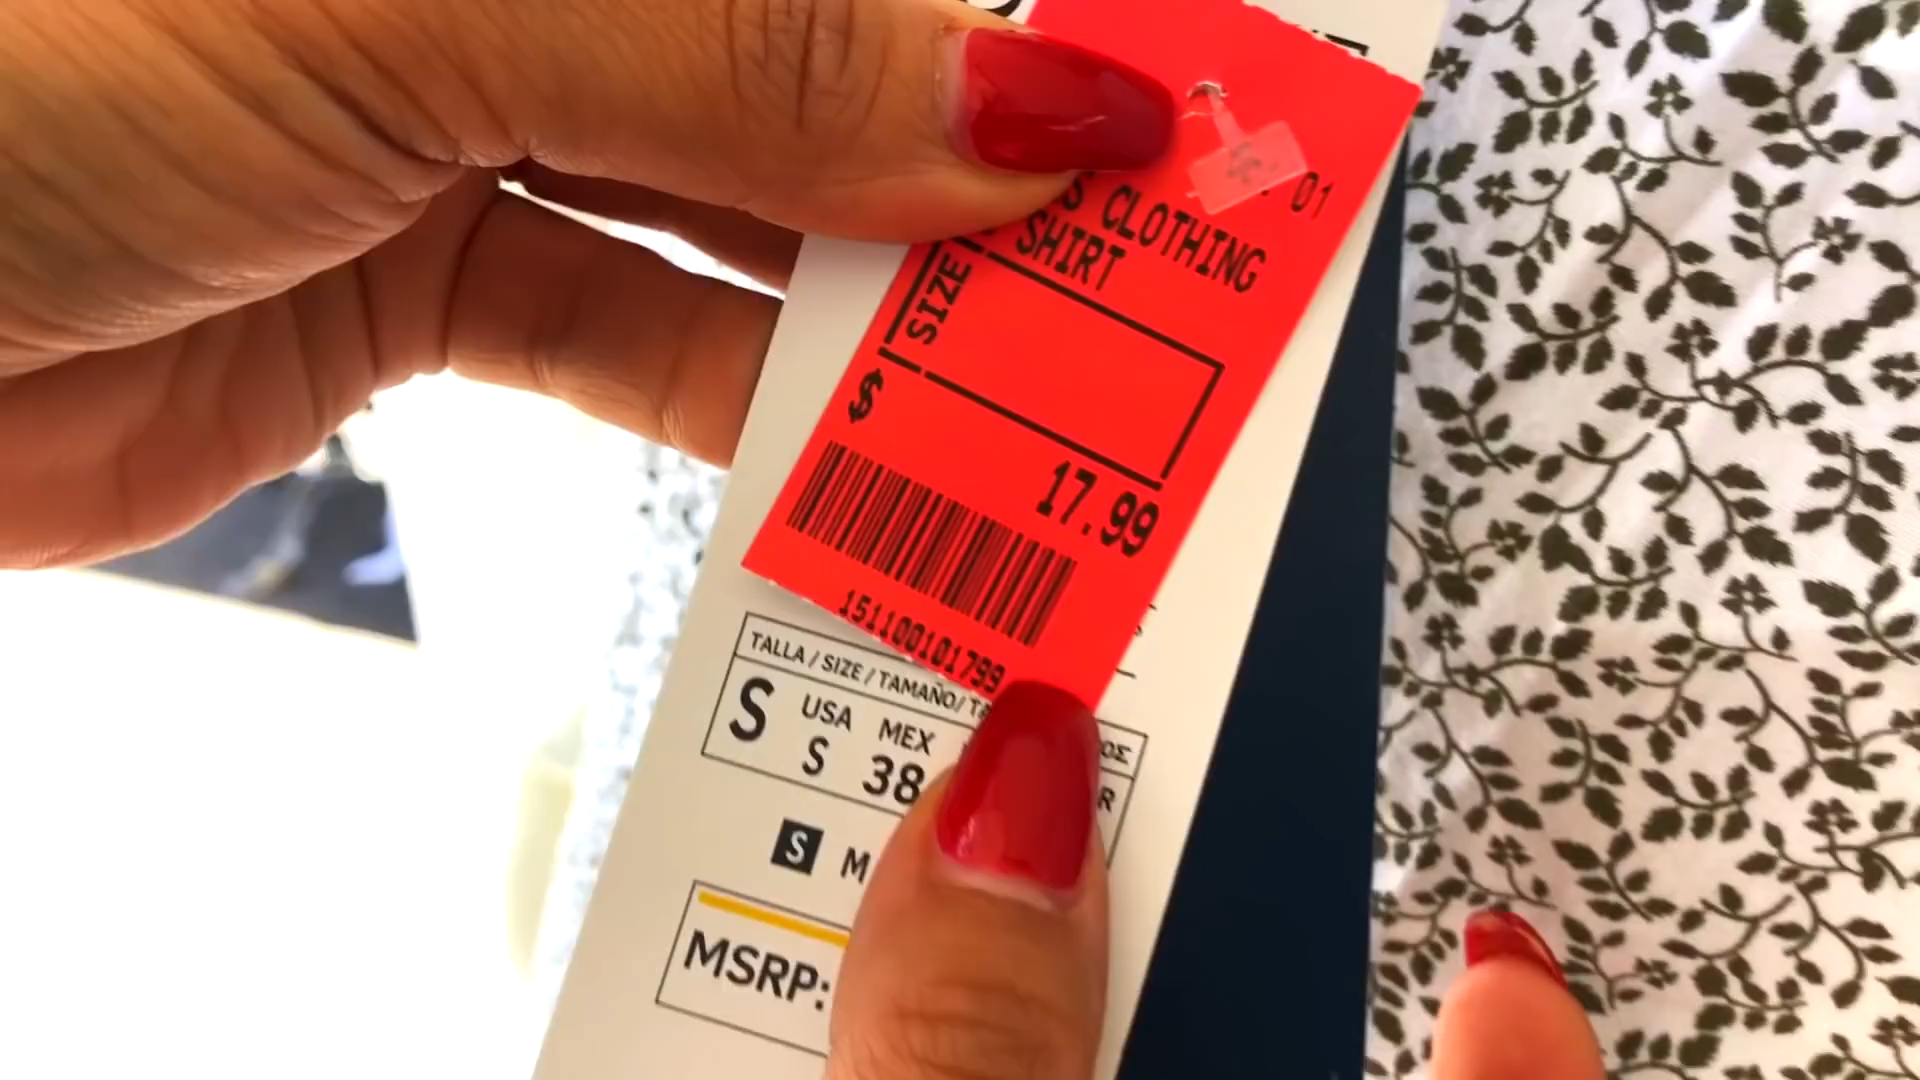 01
CLOTHING
SHIRT
SIZE
$
17.99
151100101799
TALLA / SIZE / TAMAÑO/
S USA MEX
S 38
S M
MSRP: